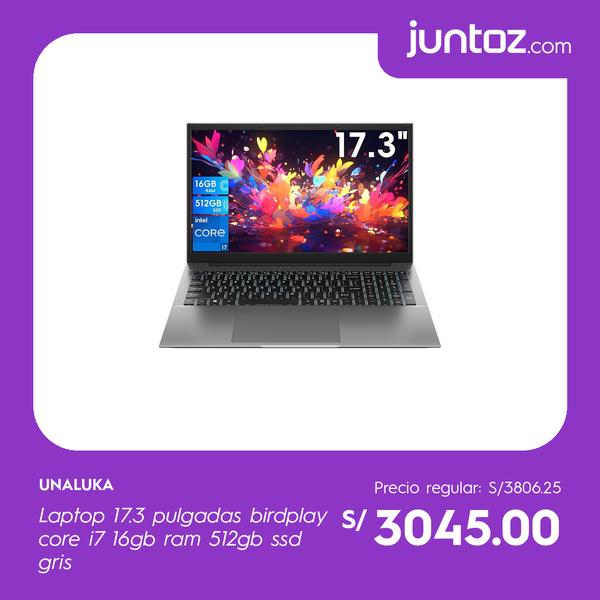 juntoz.com
17.3"
16GB
RAM
512GB
SSD
intel
CORE
i7
UNALUKA
Precio regular: S/3806.25
Laptop 17.3 pulgadas birdplay
core i7 16gb ram 512gb ssd
gris
S/ 3045.00